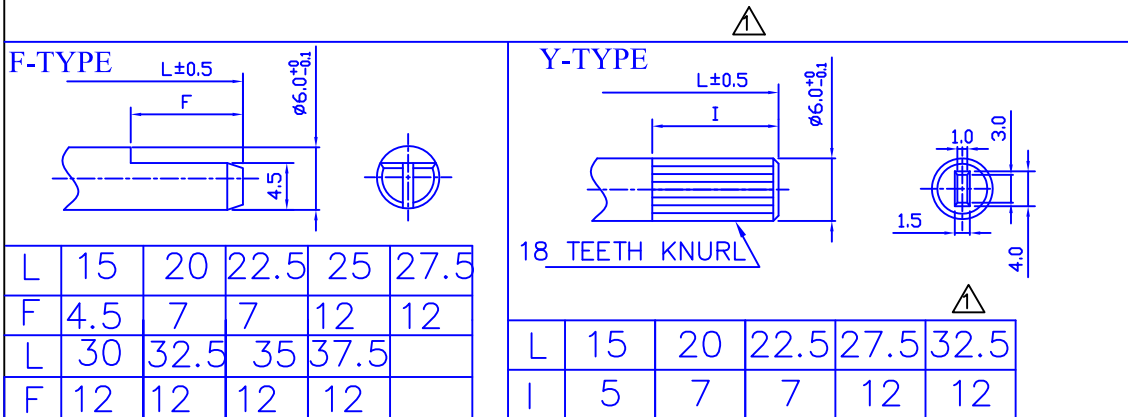 1
F-TYPE
L±0.5
F
ø6.0+0-0.1
4.5
L 15 20 22.5 25 27.5
F 4.5 7 7 12 12
L 30 32.5 35 37.5
F 12 12 12 12
Y-TYPE
L±0.5
I
ø6.0+0-0.1
18 TEETH KNURL
1.0
3.0
1.5
4.0
1
L 15 20 22.5 27.5 32.5
I 5 7 7 12 12